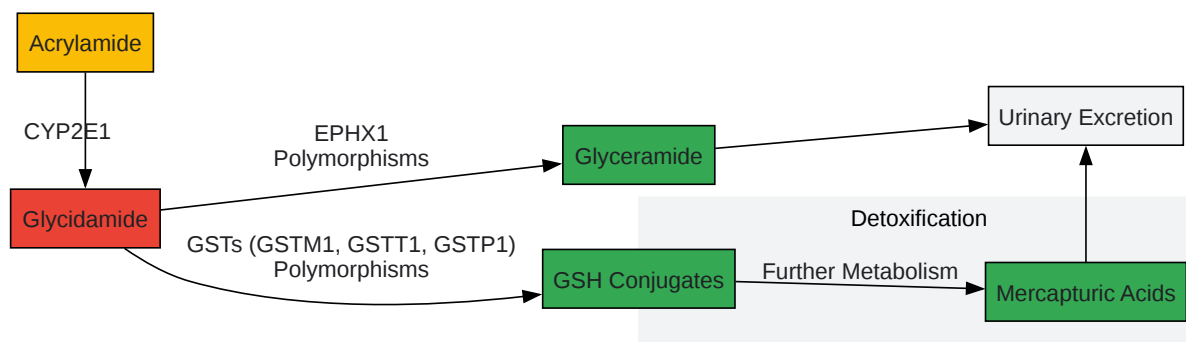 Acrylamide
CYP2E1
Glycidamide
EPHX1
Polymorphisms
GSTs (GSTM1, GSTT1, GSTP1)
Polymorphisms
Glyceramide
Urinary Excretion
Detoxification
GSH Conjugates
Further Metabolism
Mercapturic Acids